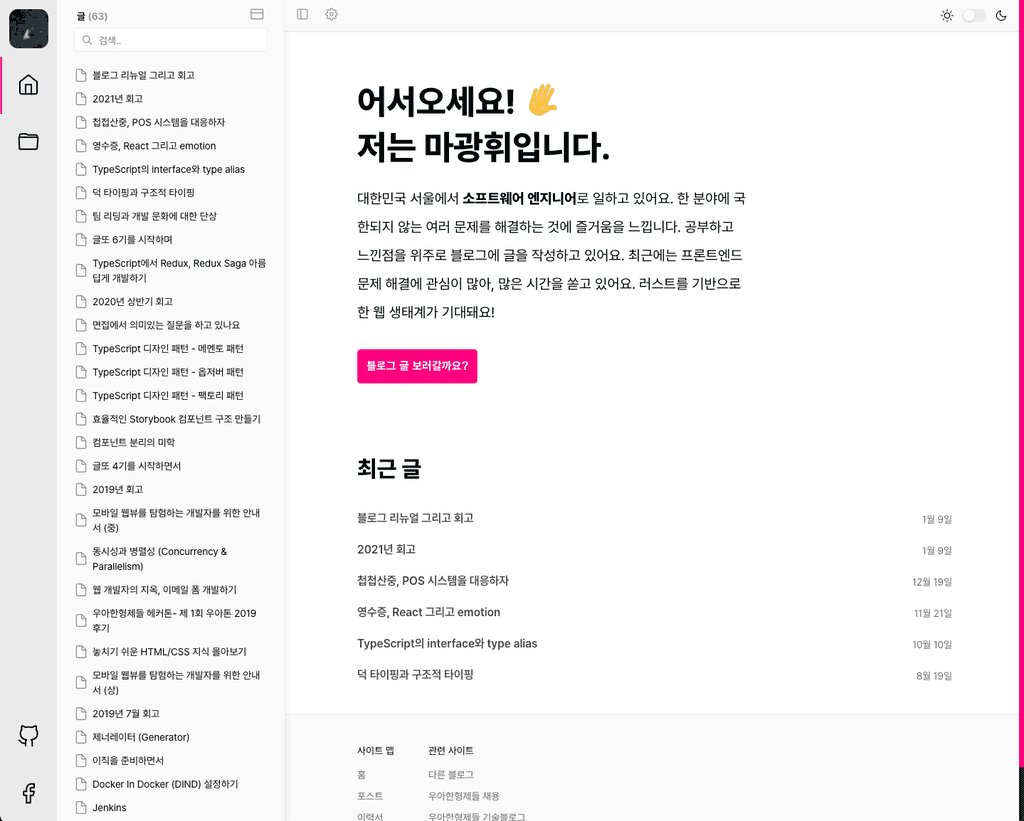 글 (63)
검색..
블로그 리뉴얼 그리고 회고
2021년 회고
첩첩산중, POS 시스템을 대응하자
영수증, React 그리고 emotion
TypeScript의 interface와 type alias
덕 타이핑과 구조적 타이핑
팀 리딩과 개발 문화에 대한 단상
글또 6기를 시작하며
TypeScript에서 Redux, Redux Saga 아름
답게 개발하기
2020년 상반기 회고
면접에서 의미있는 질문을 하고 있나요
TypeScript 디자인 패턴 - 메멘토 패턴
TypeScript 디자인 패턴 - 옵저버 패턴
TypeScript 디자인 패턴 - 팩토리 패턴
효율적인 Storybook 컴포넌트 구조 만들기
컴포넌트 분리의 미학
글또 4기를 시작하면서
2019년 회고
모바일 웹뷰를 탐험하는 개발자를 위한 안내
서 (중)
동시성과 병렬성 (Concurrency &
Parallelism)
웹 개발자의 지옥, 이메일 폼 개발하기
우아한형제들 헤커톤- 제 1회 우아톤 2019
후기
놓치기 쉬운 HTML/CSS 지식 몰아보기
모바일 웹뷰를 탐험하는 개발자를 위한 안내
서 (상)
2019년 7월 회고
제너레이터 (Generator)
이직을 준비하면서
Docker In Docker (DIND) 설정하기
Jenkins
어서오세요! ✋
저는 마광휘입니다.
대한민국 서울에서 소프트웨어 엔지니어로 일하고 있어요. 한 분야에 국
한되지 않는 여러 문제를 해결하는 것에 즐거움을 느낍니다. 공부하고
느낀점을 위주로 블로그에 글을 작성하고 있어요. 최근에는 프론트엔드
문제 해결에 관심이 많아, 많은 시간을 쏟고 있어요. 러스트를 기반으로
한 웹 생태계가 기대돼요!
블로그 글 보러갈까요?
최근 글
블로그 리뉴얼 그리고 회고 1월 9일
2021년 회고 1월 9일
첩첩산중, POS 시스템을 대응하자 12월 19일
영수증, React 그리고 emotion 11월 21일
TypeScript의 interface와 type alias 10월 10일
덕 타이핑과 구조적 타이핑 8월 19일
사이트 맵 관련 사이트
홈 다른 블로그
포스트 우아한형제들 채용
이력서 우아한형제들 기술블로그